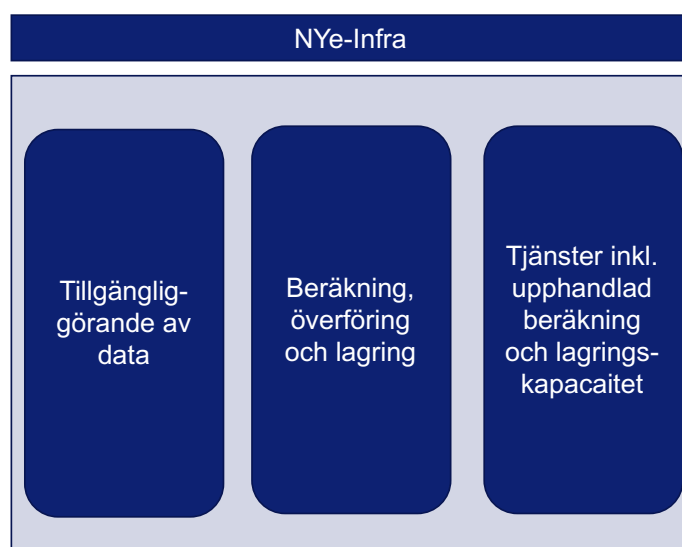 NYe-Infra
Tillgänglig-
görande av
data
Beräkning,
överföring
och lagring
Tjänster inkl.
upphandlad
beräkning
och lagrings-
kapacaitet